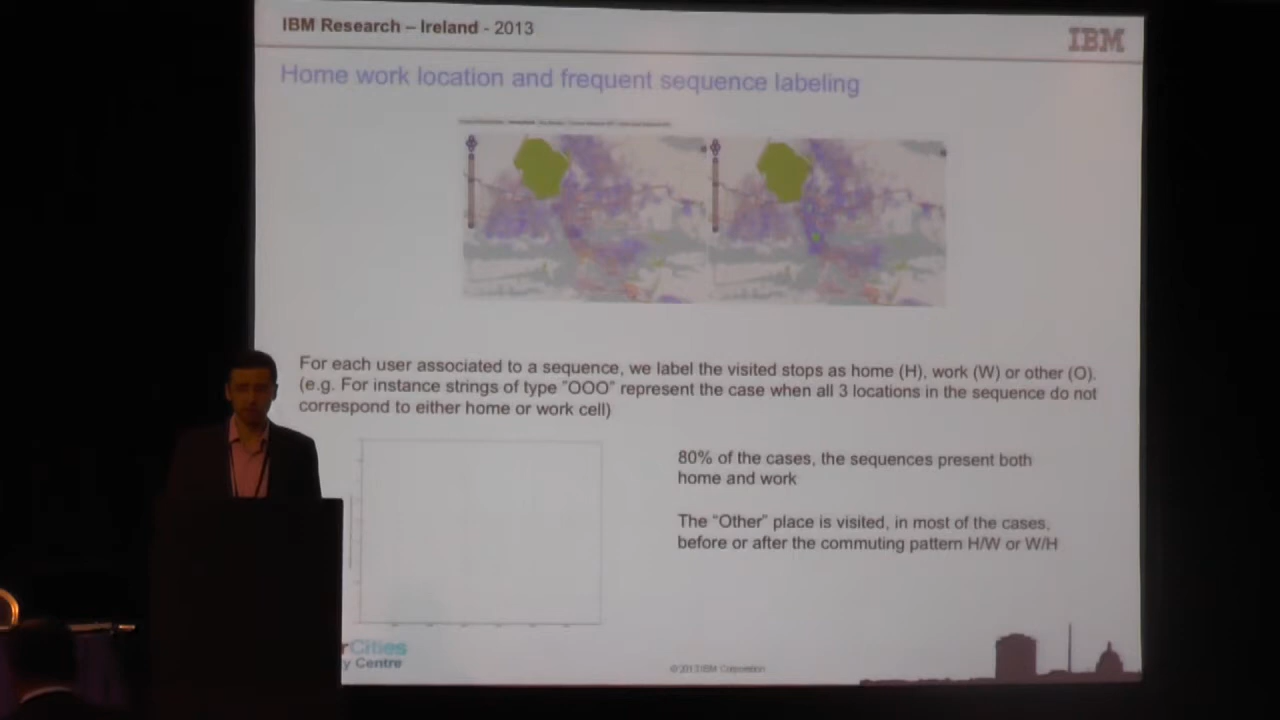 IBM Research – Ireland - 2013
IBM
Home work location and frequent sequence labeling
For each user associated to a sequence, we label the visited stops as home (H), work (W) or other (O).
(e.g. For instance strings of type "OOO" represent the case when all 3 locations in the sequence do not
correspond to either home or work cell)
80% of the cases, the sequences present both
home and work
The "Other" place is visited, in most of the cases,
before or after the commuting pattern H/W or W/H
rCities
y Centre
© 2013 IBM Corporation